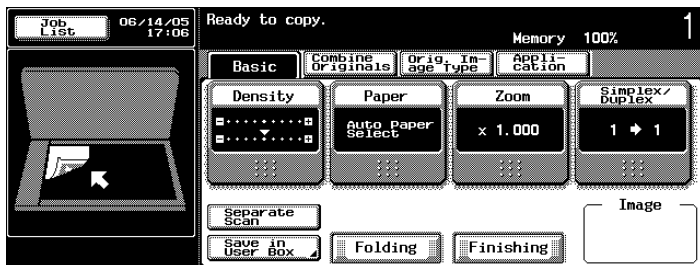 Job
List
06/14/05
17:06
Ready to copy.
Memory 100%
1
Basic
Combine
Originals
Orig. Im-
age Type
Appli-
cation
Density
Paper
Zoom
Simplex/
Duplex
Auto Paper
Select
× 1.000
1 ➜ 1
Separate
Scan
Save in
User Box
Folding
Finishing
Image